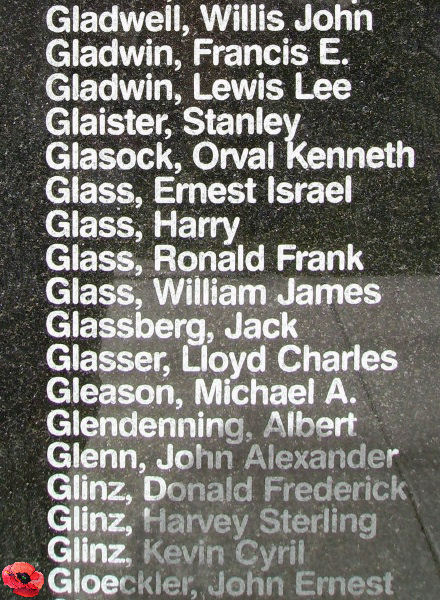 Gladwell, Willis John
Gladwin, Francis E.
Gladwin, Lewis Lee
Glaister, Stanley
Glasock, Orval Kenneth
Glass, Ernest Israel
Glass, Harry
Glass, Ronald Frank
Glass, William James
Glassberg, Jack
Glasser, Lloyd Charles
Gleason, Michael A.
Glendenning, Albert
Glenn, John Alexander
Glinz, Donald Frederick
Glinz, Harvey Sterling
Glinz, Kevin Cyril
Gloeckler, John Ernest